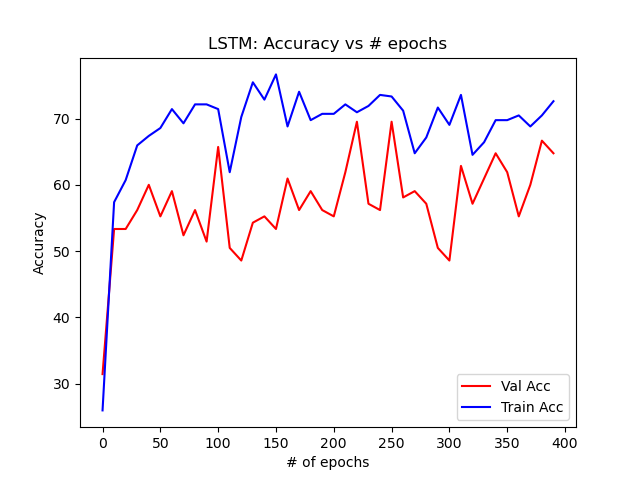 LSTM: Accuracy vs # epochs
Accuracy
70
60
50
40
30
Val Acc
Train Acc
0 50 100 150 200 250 300 350 400
# of epochs